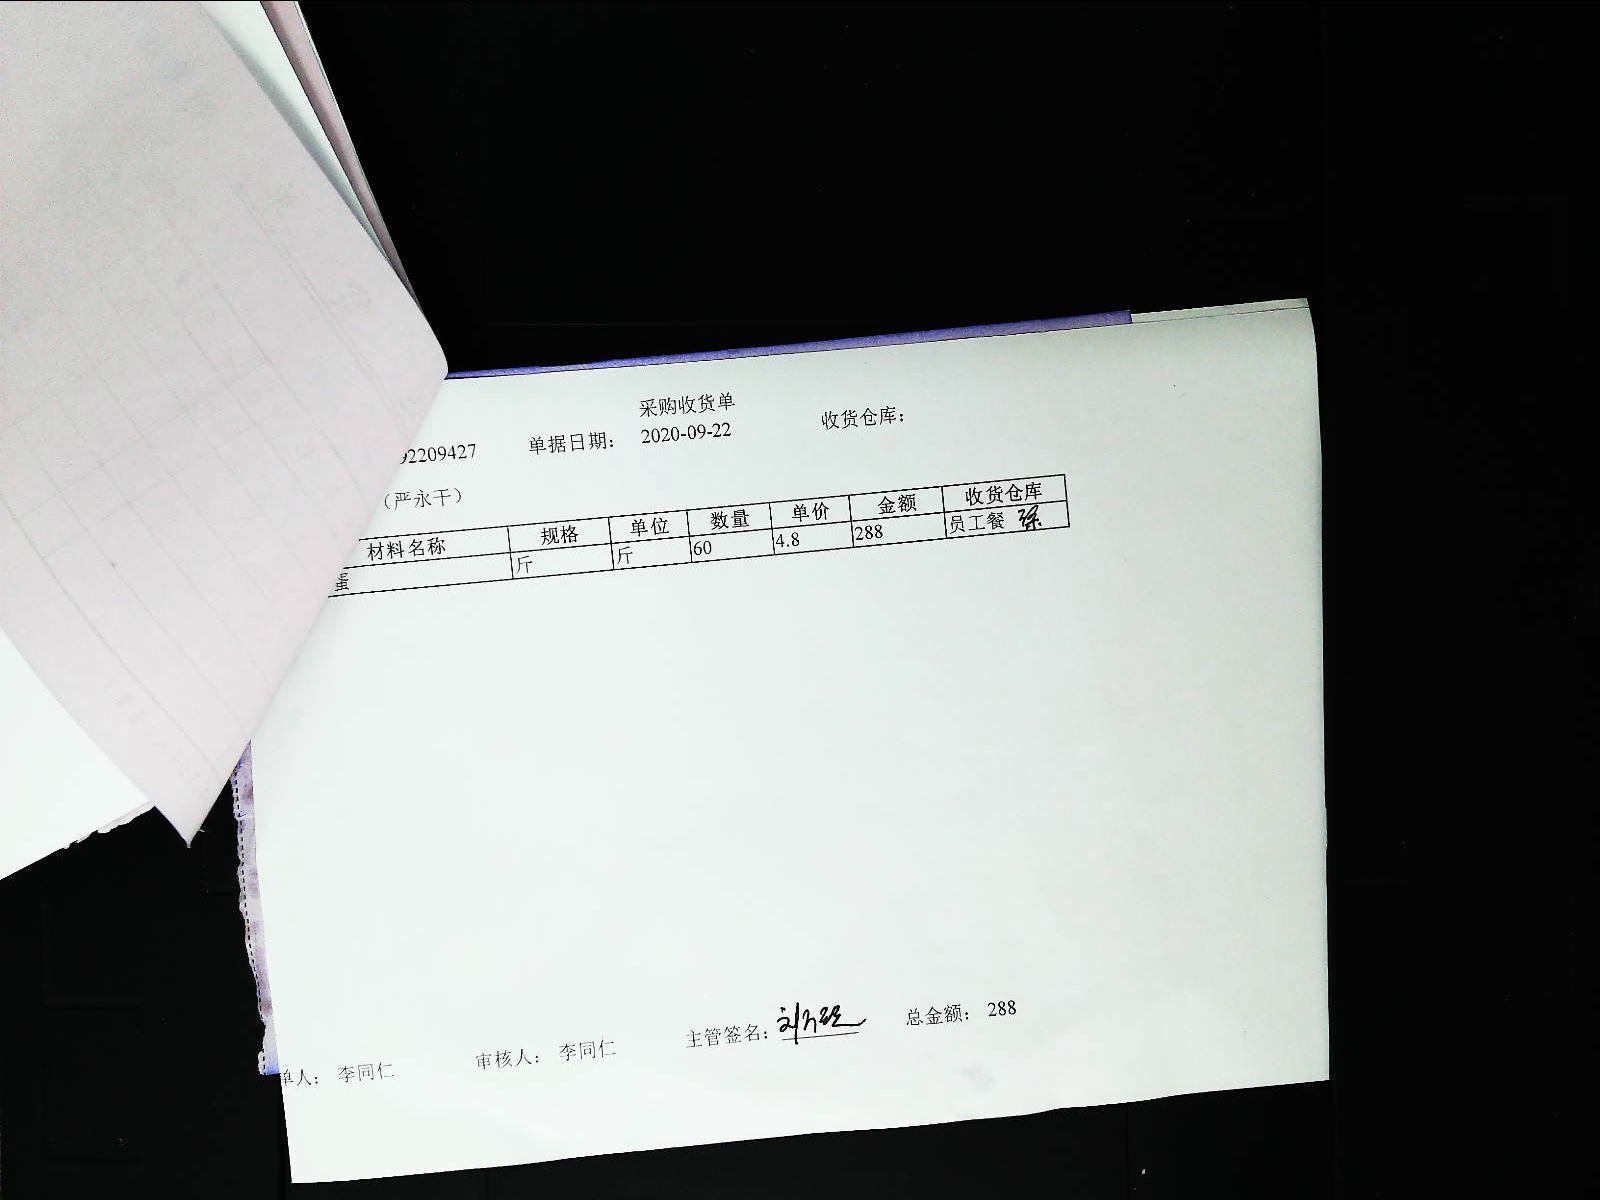 采购收货单
92209427 单据日期： 2020-09-22 收货仓库：
（严永干）
材料名称 规格 单位 数量 单价 金额 收货仓库
蛋 斤 斤 60 4.8 288 员工餐
单人： 李同仁 审核人： 李同仁 主管签名： 总金额： 288